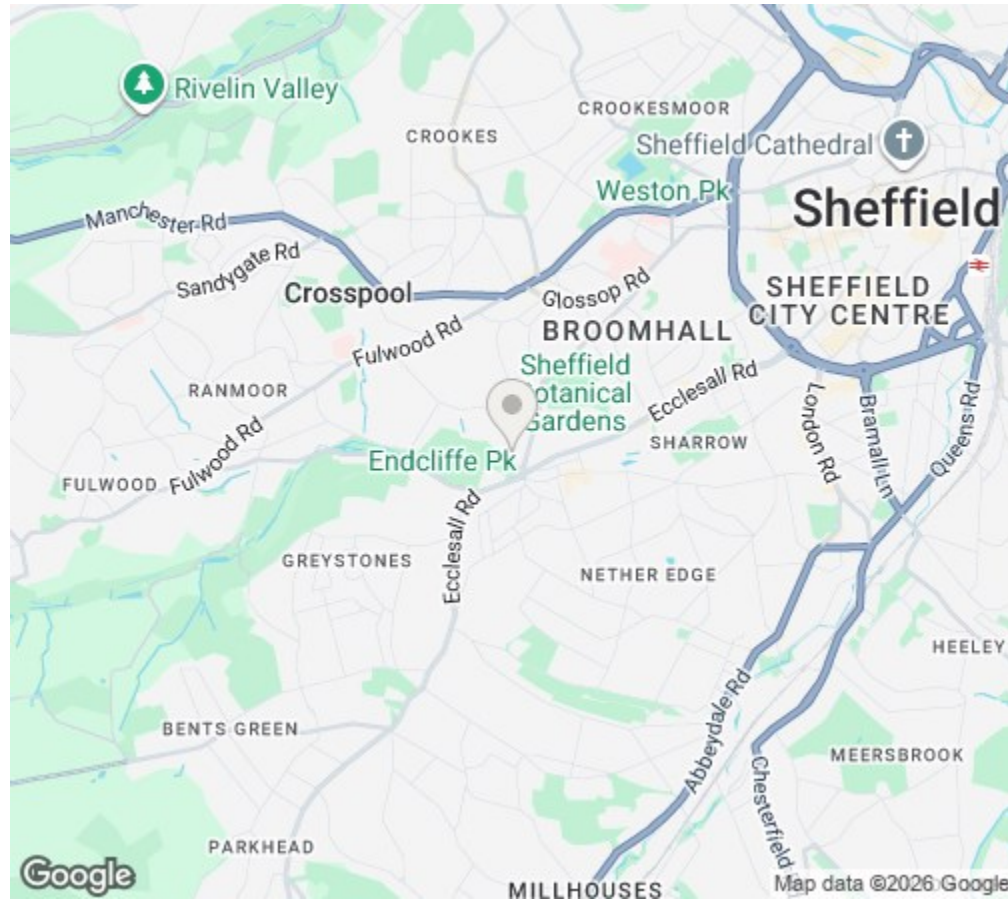 Rivelin Valley
CROOKES
CROOKESMOOR
Sheffield Cathedral
Weston Pk
Sheffield
Manchester Rd
Sandygate Rd
Crosspool
Glossop Rd
SHEFFIELD
CITY CENTRE
BROOMHALL
Fulwood Rd
Sheffield
Botanical
Gardens
RANMOOR
Ecclesall Rd
London Rd
Bramall Ln
Queens Rd
SHARROW
Fulwood Rd
Endcliffe Pk
FULWOOD
Ecclesall Rd
GREYSTONES
NETHER EDGE
HEELEY
BENTS GREEN
Abbeydale Rd
MEERSBROOK
Chesterfield
PARKHEAD
MILLHOUSES
Google
Map data ©2026 Google